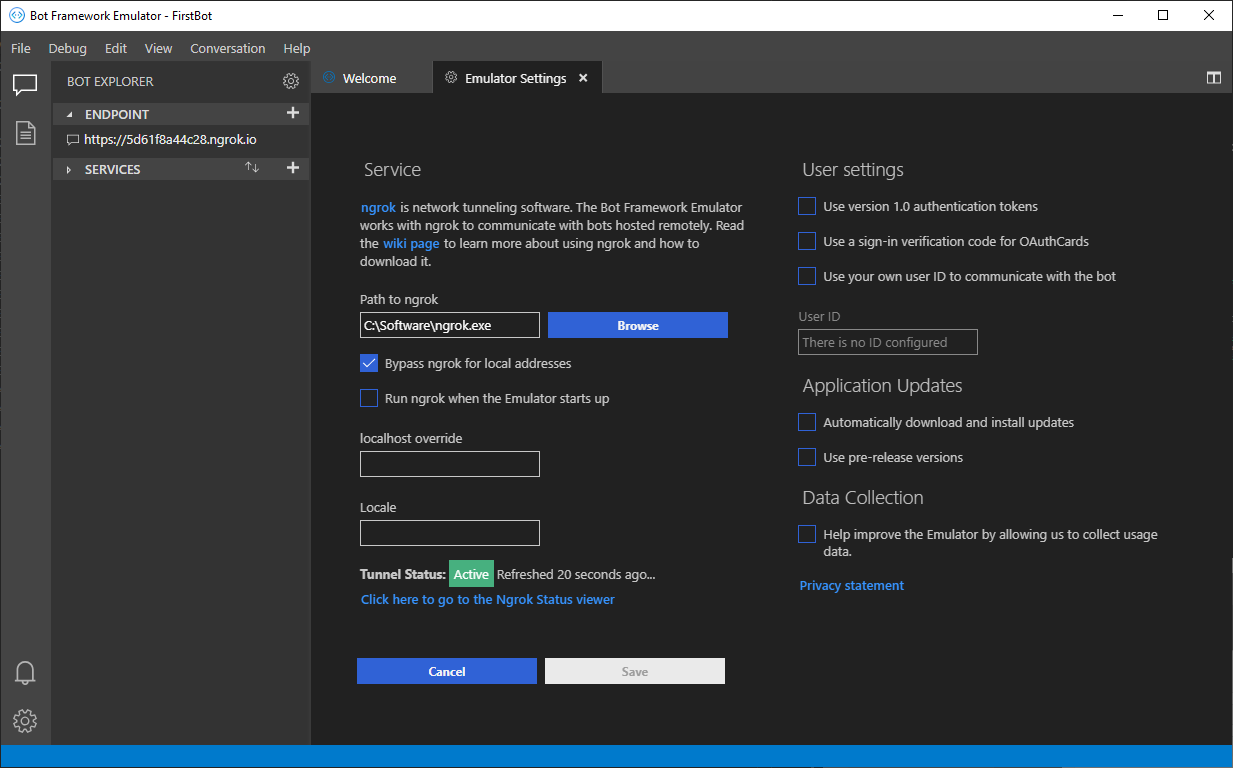 Bot Framework Emulator - FirstBot
File Debug Edit View Conversation Help
BOT EXPLORER
ENDPOINT
https://5d61f8a44c28.ngrok.io
SERVICES
Welcome
Emulator Settings
Service
ngrok is network tunneling software. The Bot Framework Emulator
works with ngrok to communicate with bots hosted remotely. Read
the wiki page to learn more about using ngrok and how to
download it.
Path to ngrok
C:\Software\ngrok.exe
Browse
Bypass ngrok for local addresses
Run ngrok when the Emulator starts up
localhost override
Locale
Tunnel Status: Active Refreshed 20 seconds ago...
Click here to go to the Ngrok Status viewer
Cancel
Save
User settings
Use version 1.0 authentication tokens
Use a sign-in verification code for OAuthCards
Use your own user ID to communicate with the bot
User ID
There is no ID configured
Application Updates
Automatically download and install updates
Use pre-release versions
Data Collection
Help improve the Emulator by allowing us to collect usage
data.
Privacy statement